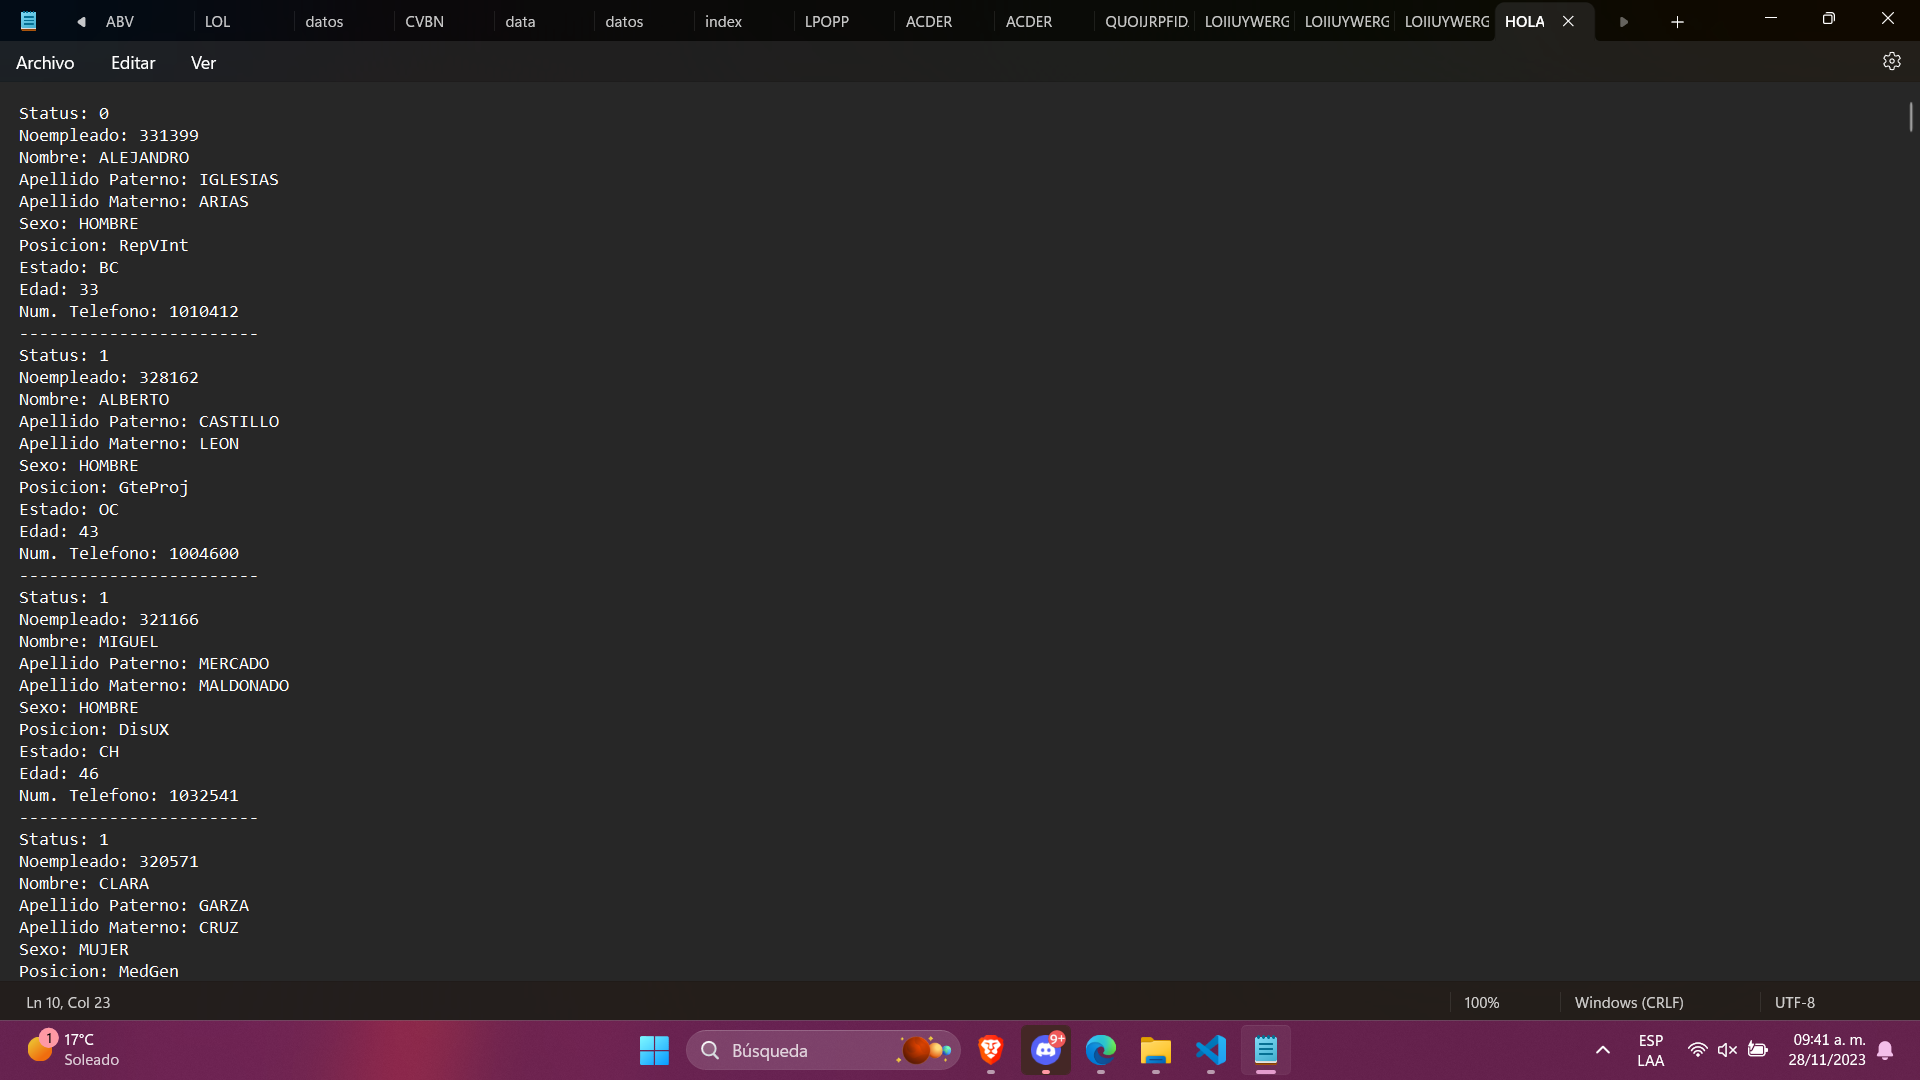 ABV
LOL
datos
CVBN
data
datos
index
LPOPP
ACDER
ACDER
QUOIJRPFID.
LOIIUYWERG
LOIIUYWERG
LOIIUYWERG
HOLA
Archivo
Editar
Ver
Status: 0
Noempleado: 331399
Nombre: ALEJANDRO
Apellido Paterno: IGLESIAS
Apellido Materno: ARIAS
Sexo: HOMBRE
Posicion: RepVInt
Estado: BC
Edad: 33
Num. Telefono: 1010412
------------------------
Status: 1
Noempleado: 328162
Nombre: ALBERTO
Apellido Paterno: CASTILLO
Apellido Materno: LEON
Sexo: HOMBRE
Posicion: GteProj
Estado: OC
Edad: 43
Num. Telefono: 1004600
------------------------
Status: 1
Noempleado: 321166
Nombre: MIGUEL
Apellido Paterno: MERCADO
Apellido Materno: MALDONADO
Sexo: HOMBRE
Posicion: DisUX
Estado: CH
Edad: 46
Num. Telefono: 1032541
------------------------
Status: 1
Noempleado: 320571
Nombre: CLARA
Apellido Paterno: GARZA
Apellido Materno: CRUZ
Sexo: MUJER
Posicion: MedGen
Ln 10, Col 23
100%
Windows (CRLF)
UTF-8
1
17°C
Soleado
Búsqueda
9+
ESP
LAA
09:41 a. m.
28/11/2023